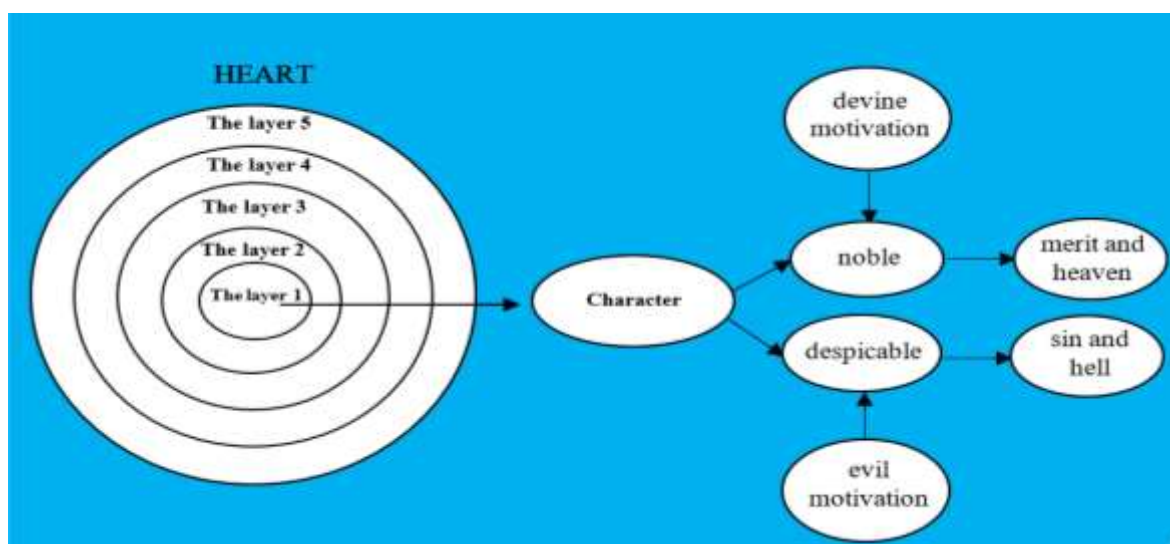 HEART
The layer 5
The layer 4
The layer 3
The layer 2
The layer 1
Character
devine
motivation
noble
merit and
heaven
despicable
sin and
hell
evil
motivation